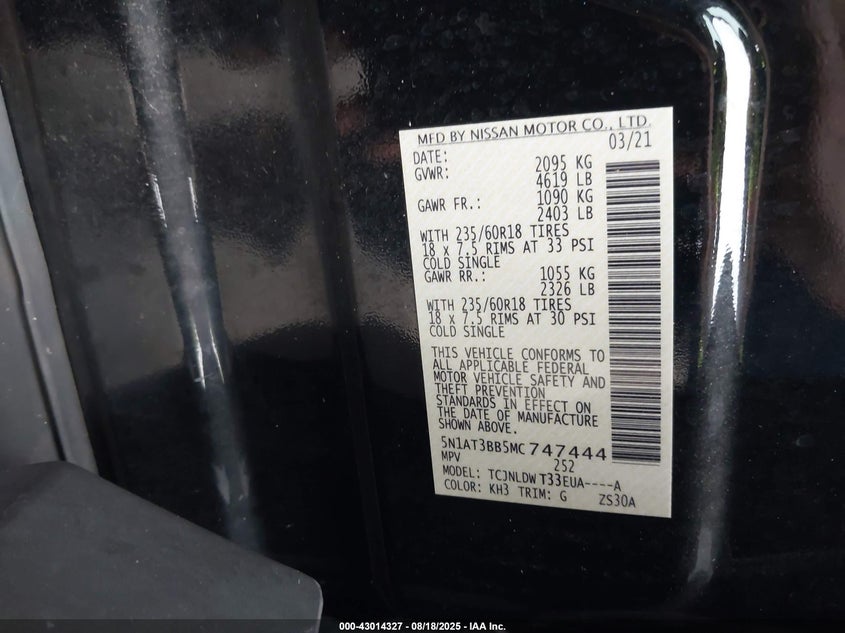 MFD BY NISSAN MOTOR CO., LTD.
DATE: 03/21
GVWR: 2095 KG
4619 LB
GAWR FR.: 1090 KG
2403 LB
WITH 235/60R18 TIRES
18 x 7.5 RIMS AT 33 PSI
COLD SINGLE
GAWR RR.: 1055 KG
2326 LB
WITH 235/60R18 TIRES
18 x 7.5 RIMS AT 30 PSI
COLD SINGLE
THIS VEHICLE CONFORMS TO
ALL APPLICABLE FEDERAL
MOTOR VEHICLE SAFETY AND
THEFT PREVENTION
STANDARDS IN EFFECT ON
THE DATE OF MANUFACTURE
SHOWN ABOVE.
5N1AT3BB5MC747444
MPV 252
MODEL: TCJNLDWT33EUA----A
COLOR: KH3 TRIM: G ZS30A
000-43014327 - 08/18/2025 - IAA Inc.